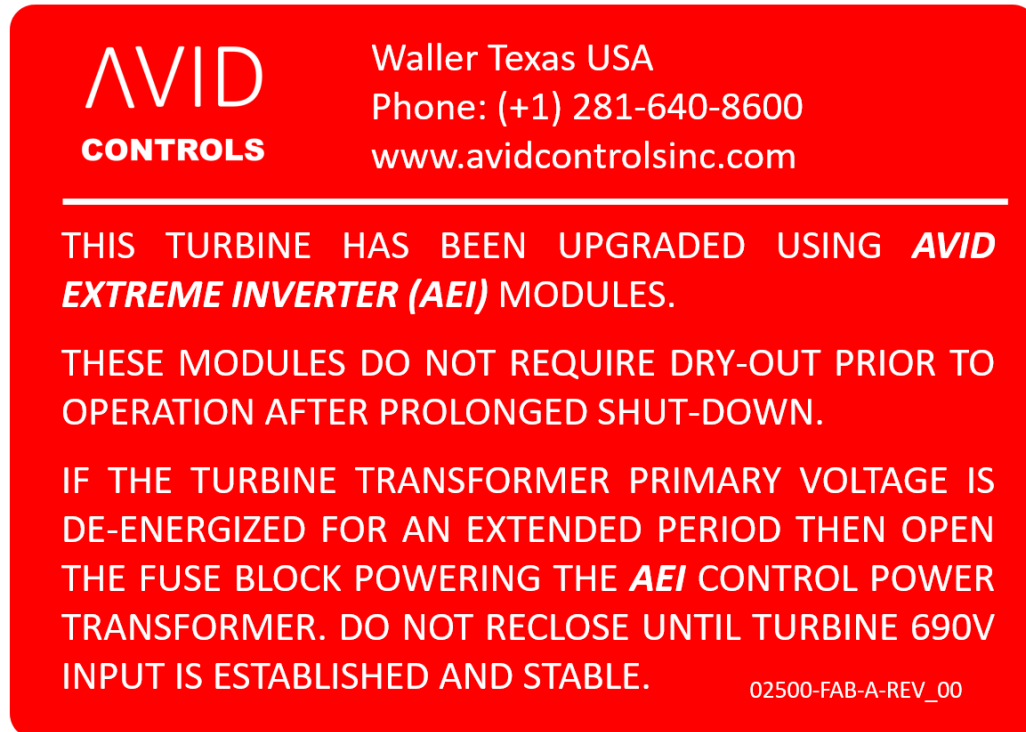 AVID
CONTROLS
Waller Texas USA
Phone: (+1) 281-640-8600
www.avidcontrolsinc.com
THIS TURBINE HAS BEEN UPGRADED USING AVID
EXTREME INVERTER (AEI) MODULES.
THESE MODULES DO NOT REQUIRE DRY-OUT PRIOR TO
OPERATION AFTER PROLONGED SHUT-DOWN.
IF THE TURBINE TRANSFORMER PRIMARY VOLTAGE IS
DE-ENERGIZED FOR AN EXTENDED PERIOD THEN OPEN
THE FUSE BLOCK POWERING THE AEI CONTROL POWER
TRANSFORMER. DO NOT RECLOSE UNTIL TURBINE 690V
INPUT IS ESTABLISHED AND STABLE.
02500-FAB-A-REV_00